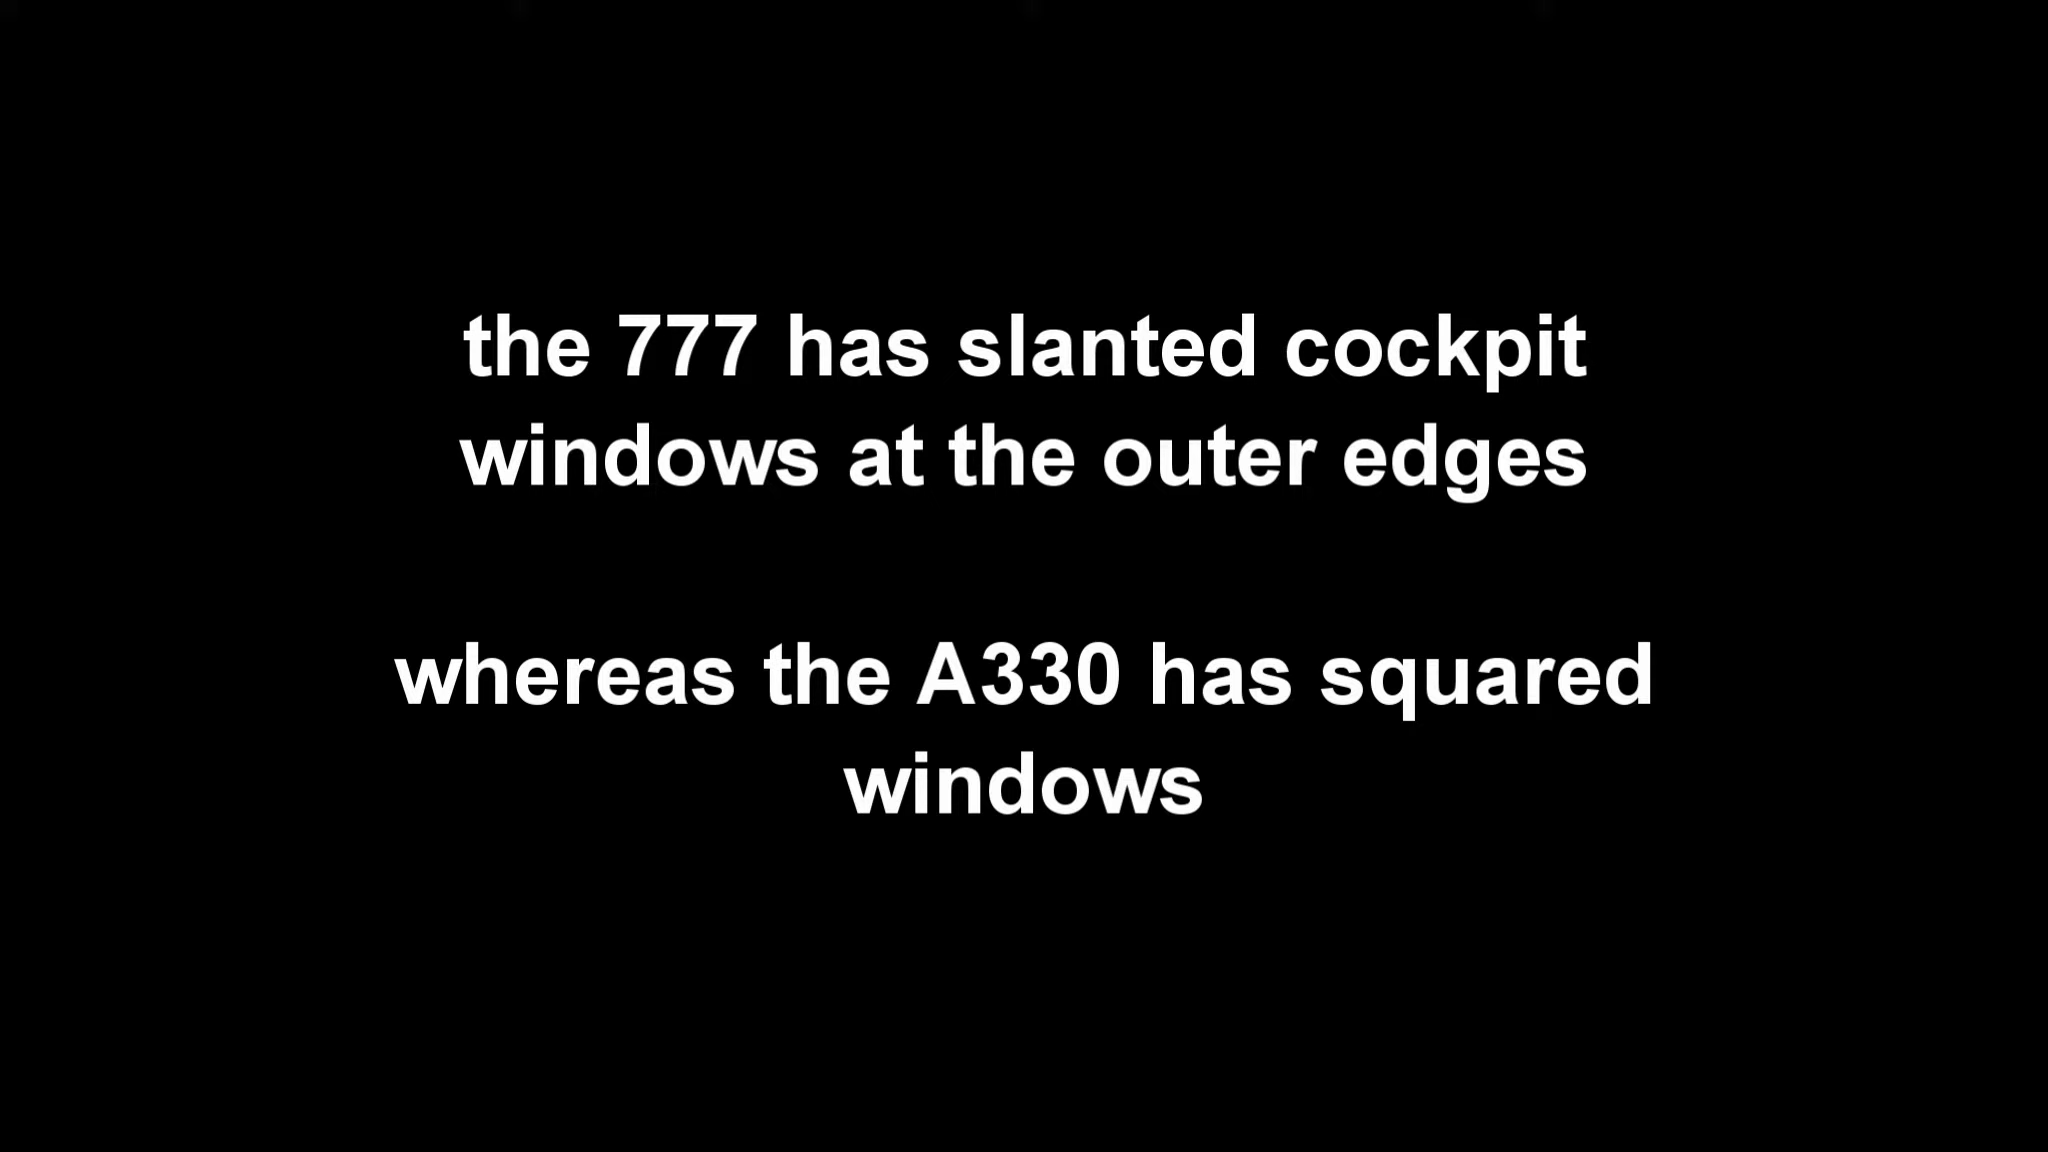 the 777 has slanted cockpit
windows at the outer edges
whereas the A330 has squared
windows